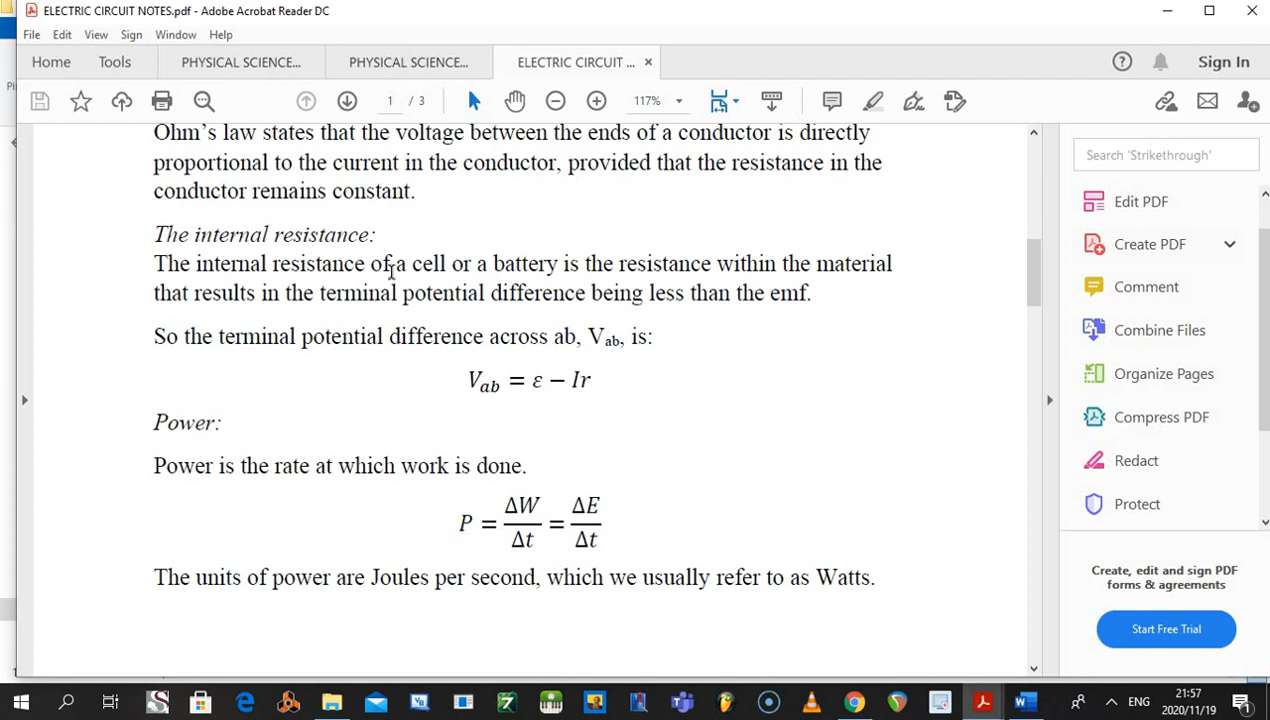 ELECTRIC CIRCUIT NOTES.pdf - Adobe Acrobat Reader DC
File Edit View Sign Window Help
Home Tools PHYSICAL SCIENCE... PHYSICAL SCIENCE... ELECTRIC CIRCUIT ... Sign In
1 / 3 117%
Ohm's law states that the voltage between the ends of a conductor is directly
proportional to the current in the conductor, provided that the resistance in the
conductor remains constant.
The internal resistance:
The internal resistance of a cell or a battery is the resistance within the material
that results in the terminal potential difference being less than the emf.
So the terminal potential difference across ab, Vab, is:
Vab = ε − Ir
Power:
Power is the rate at which work is done.
P = ΔW/Δt = ΔE/Δt
The units of power are Joules per second, which we usually refer to as Watts.
Search 'Strikethrough'
Edit PDF
Create PDF
Comment
Combine Files
Organize Pages
Compress PDF
Redact
Protect
Create, edit and sign PDF
forms & agreements
Start Free Trial
ENG
21:57
2020/11/19
1